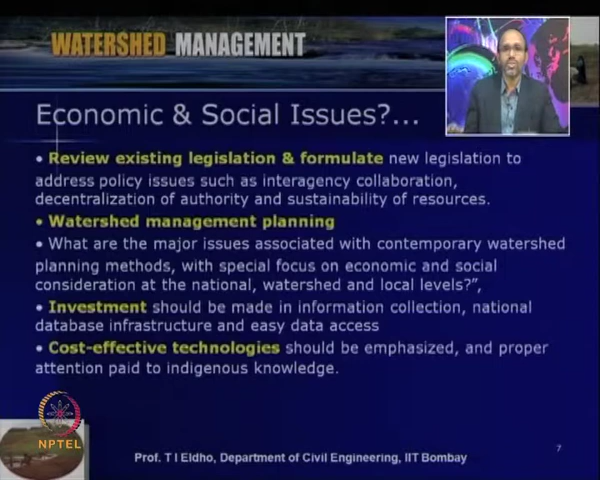 WATERSHED MANAGEMENT
Economic & Social Issues?...
• Review existing legislation & formulate new legislation to
address policy issues such as interagency collaboration,
decentralization of authority and sustainability of resources.
• Watershed management planning
• What are the major issues associated with contemporary watershed
planning methods, with special focus on economic and social
consideration at the national, watershed and local levels?",
• Investment should be made in information collection, national
database infrastructure and easy data access
• Cost-effective technologies should be emphasized, and proper
attention paid to indigenous knowledge.
NPTEL
Prof. T I Eldho, Department of Civil Engineering, IIT Bombay
7